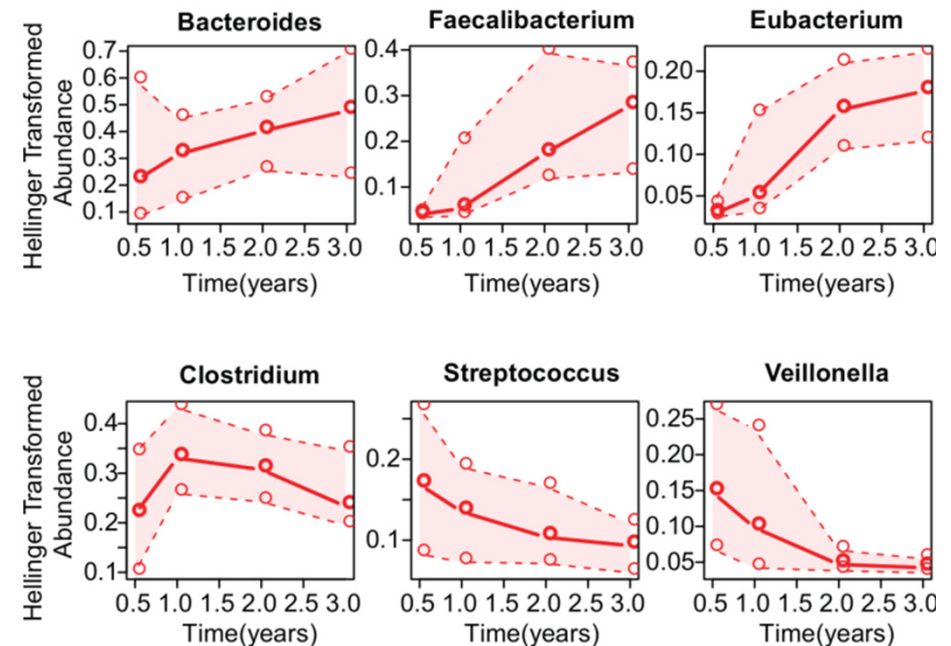 Bacteroides
Faecalibacterium
Eubacterium
Hellinger Transformed
Abundance
0.7
0.6
0.5
0.4
0.3
0.2
0.1
0.4
0.3
0.2
0.1
0.20
0.15
0.10
0.05
0.5 1.0 1.5 2.0 2.5 3.0
0.5 1.0 1.5 2.0 2.5 3.0
0.5 1.0 1.5 2.0 2.5 3.0
Time(years)
Time(years)
Time(years)
Clostridium
Streptococcus
Veillonella
Hellinger Transformed
Abundance
0.4
0.3
0.2
0.1
0.2
0.1
0.25
0.20
0.15
0.10
0.05
0.5 1.0 1.5 2.0 2.5 3.0
0.5 1.0 1.5 2.0 2.5 3.0
0.5 1.0 1.5 2.0 2.5 3.0
Time(years)
Time(years)
Time(years)